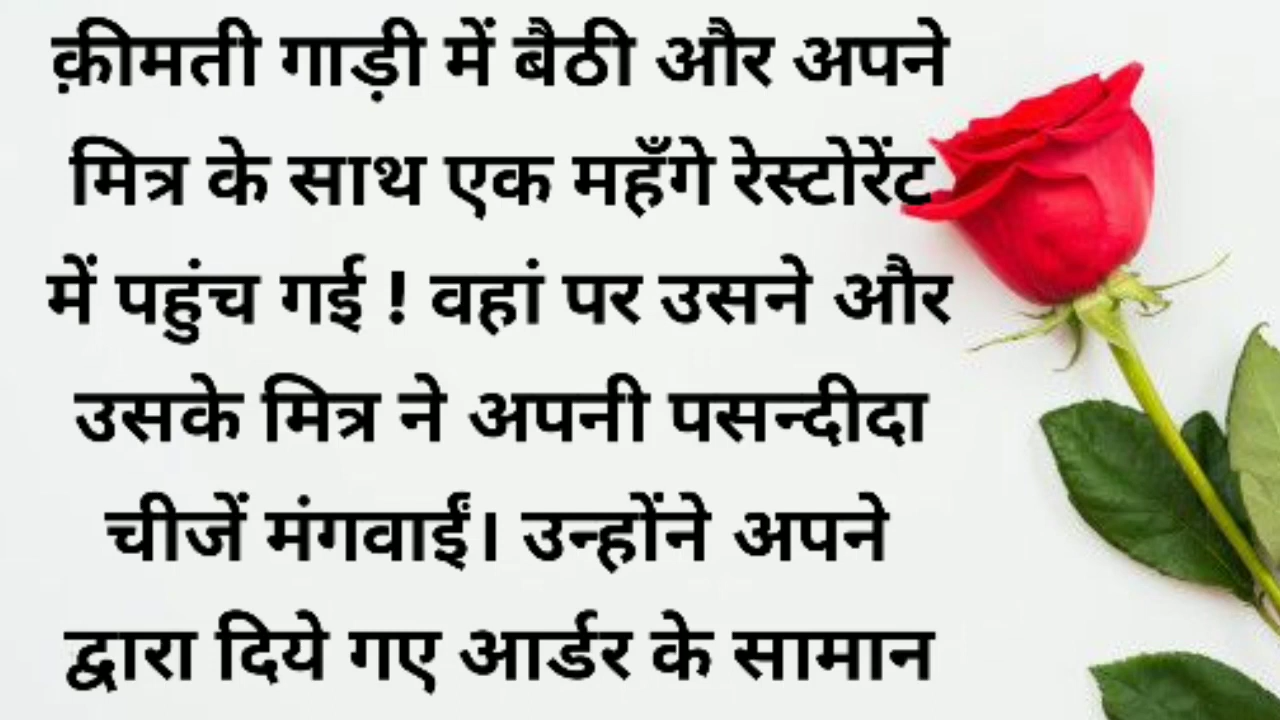 क़ीमती गाड़ी में बैठी और अपने
मित्र के साथ एक महँगे रेस्टोरेंट
में पहुंच गई ! वहां पर उसने और
उसके मित्र ने अपनी पसन्दीदा
चीजें मंगवाईं। उन्होंने अपने
द्वारा दिये गए आर्डर के सामान